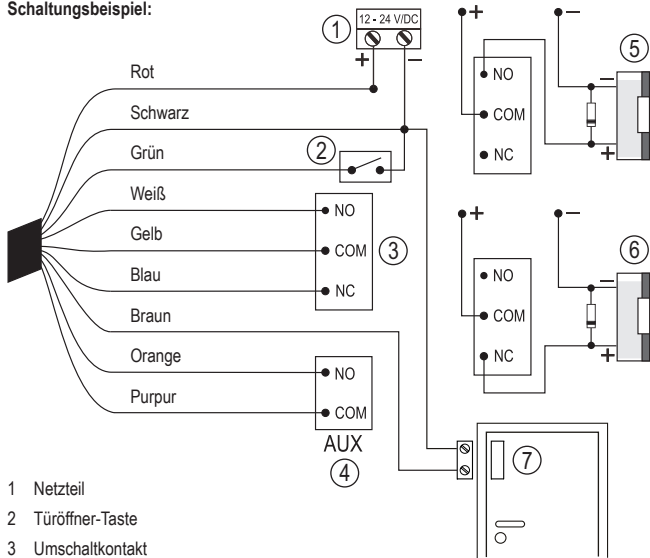 Schaltungsbeispiel:
12 - 24 V/DC
1
+ −
Rot
Schwarz
Grün
2
Weiß
NO
Gelb
COM
3
Blau
NC
Braun
Orange
NO
Purpur
COM
AUX
4
+ −
5
NO
−
COM
NC
+
+ −
6
NO
−
COM
NC
+
7
1 Netzteil
2 Türöffner-Taste
3 Umschaltkontakt